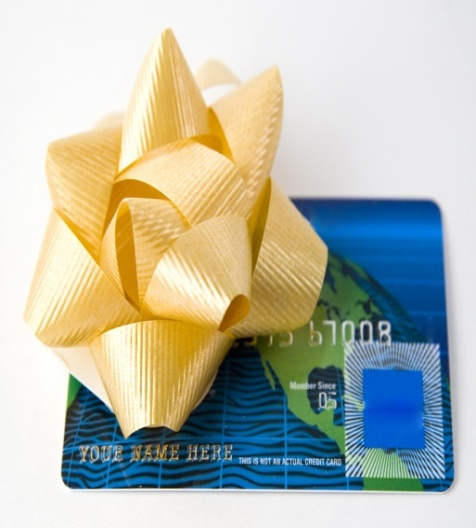 67008
Member Since
05
YOUR NAME HERE
THIS IS NOT AN ACTUAL CREDIT CARD